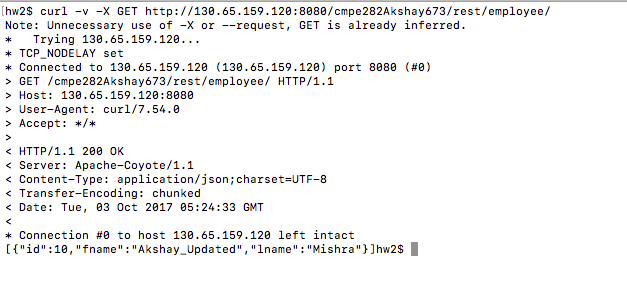 [hw2$ curl -v -X GET http://130.65.159.120:8080/cmpe282Akshay673/rest/employee/
Note: Unnecessary use of -X or --request, GET is already inferred.
*   Trying 130.65.159.120...
* TCP_NODELAY set
* Connected to 130.65.159.120 (130.65.159.120) port 8080 (#0)
> GET /cmpe282Akshay673/rest/employee/ HTTP/1.1
> Host: 130.65.159.120:8080
> User-Agent: curl/7.54.0
> Accept: */*
>
< HTTP/1.1 200 OK
< Server: Apache-Coyote/1.1
< Content-Type: application/json;charset=UTF-8
< Transfer-Encoding: chunked
< Date: Tue, 03 Oct 2017 05:24:33 GMT
<
* Connection #0 to host 130.65.159.120 left intact
[{"id":10,"fname":"Akshay_Updated","lname":"Mishra"}]hw2$